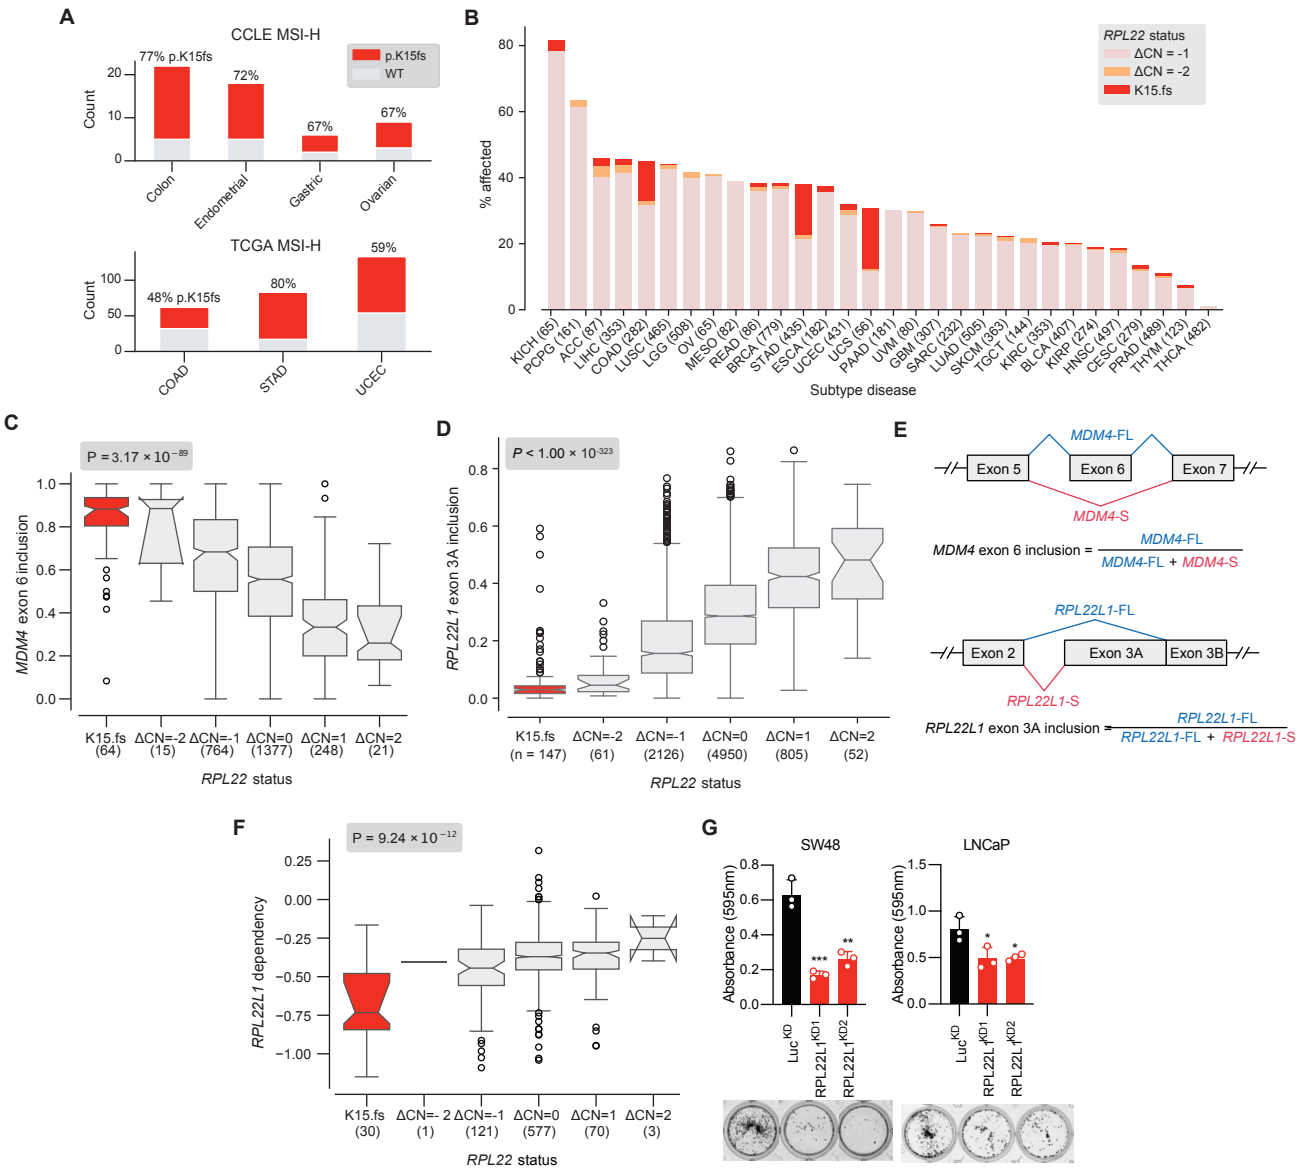 A
CCLE MSI-H
77% p.K15fs
72%
67%
67%
p.K15fs
WT
Count
20
10
0
Colon
Endometrial
Gastric
Ovarian
TCGA MSI-H
48% p.K15fs
80%
59%
Count
100
50
0
COAD
STAD
UCEC
B
RPL22 status
ΔCN = -1
ΔCN = -2
K15.fs
% affected
80
60
40
20
0
KICH (65)
PCPG (161)
ACC (87)
LIHC (353)
COAD (282)
LUSC (465)
LGG (508)
OV (65)
MESO (82)
READ (86)
BRCA (779)
STAD (435)
ESCA (182)
UCEC (431)
UCS (56)
PAAD (181)
UVM (80)
GBM (307)
SARC (232)
LUAD (505)
SKCM (363)
TGCT (144)
KIRC (353)
BLCA (407)
KIRP (274)
HNSC (497)
CESC (279)
PRAD (489)
THYM (123)
THCA (482)
Subtype disease
C
P = 3.17 × 10⁻⁸⁹
MDM4 exon 6 inclusion
1.0
0.8
0.6
0.4
0.2
0.0
K15.fs ΔCN=-2 ΔCN=-1 ΔCN=0 ΔCN=1 ΔCN=2
(64) (15) (764) (1377) (248) (21)
RPL22 status
D
P < 1.00 × 10⁻³²³
RPL22L1 exon 3A inclusion
0.8
0.6
0.4
0.2
0.0
K15.fs ΔCN=-2 ΔCN=-1 ΔCN=0 ΔCN=1 ΔCN=2
(n = 147) (61) (2126) (4950) (805) (52)
RPL22 status
E
MDM4-FL
Exon 5 Exon 6 Exon 7
MDM4-S
MDM4 exon 6 inclusion =
MDM4-FL
MDM4-FL + MDM4-S
RPL22L1-FL
Exon 2 Exon 3A Exon 3B
RPL22L1-S
RPL22L1 exon 3A inclusion =
RPL22L1-FL
RPL22L1-FL + RPL22L1-S
F
P = 9.24 × 10⁻¹²
RPL22L1 dependency
0.25
0.00
−0.25
−0.50
−0.75
−1.00
K15.fs ΔCN=- 2 ΔCN=-1 ΔCN=0 ΔCN=1 ΔCN=2
(30) (1) (121) (577) (70) (3)
RPL22 status
G
SW48
Absorbance (595nm)
0.8
0.6
0.4
0.2
0.0
***
**
Luc^KD
RPL22L1^KD1
RPL22L1^KD2
LNCaP
Absorbance (595nm)
1.5
1.0
0.5
0.0
*
*
Luc^KD
RPL22L1^KD1
RPL22L1^KD2